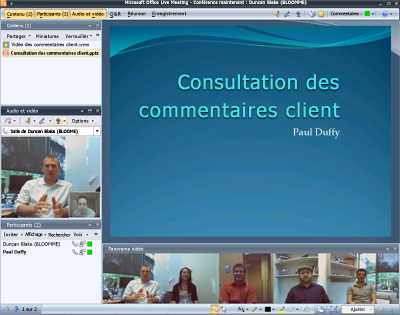 Microsoft Office Live Meeting - Conférence maintenant : Duncan Blake (BLOOMME)
Contenu (2) Participants (2) Audio et vidéo Q&R Réunion Enregistrement Commentaires :
Contenu (2)
Partager Miniatures Verrouiller
Vidéo des commentaires client.wmv
Consultation des commentaires client.pptx
Audio et vidéo
Options
Salle de Duncan Blake (BLOOMME)
Participants (2)
Inviter Affichage Rechercher Voix
Duncan Blake (BLOOMME)
Paul Duffy
Consultation des
commentaires client
Paul Duffy
Panorama vidéo
1 sur 2
Ajuster